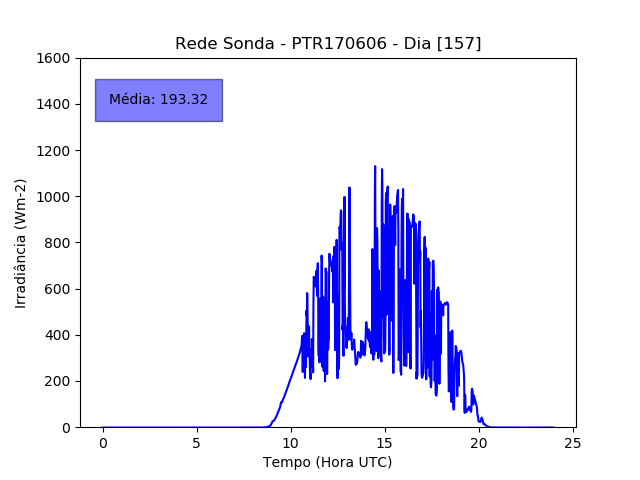 Rede Sonda - PTR170606 - Dia [157]
1600
Média: 193.32
1400
1200
1000
800
600
400
200
0
Irradiância (Wm-2)
0 5 10 15 20 25
Tempo (Hora UTC)